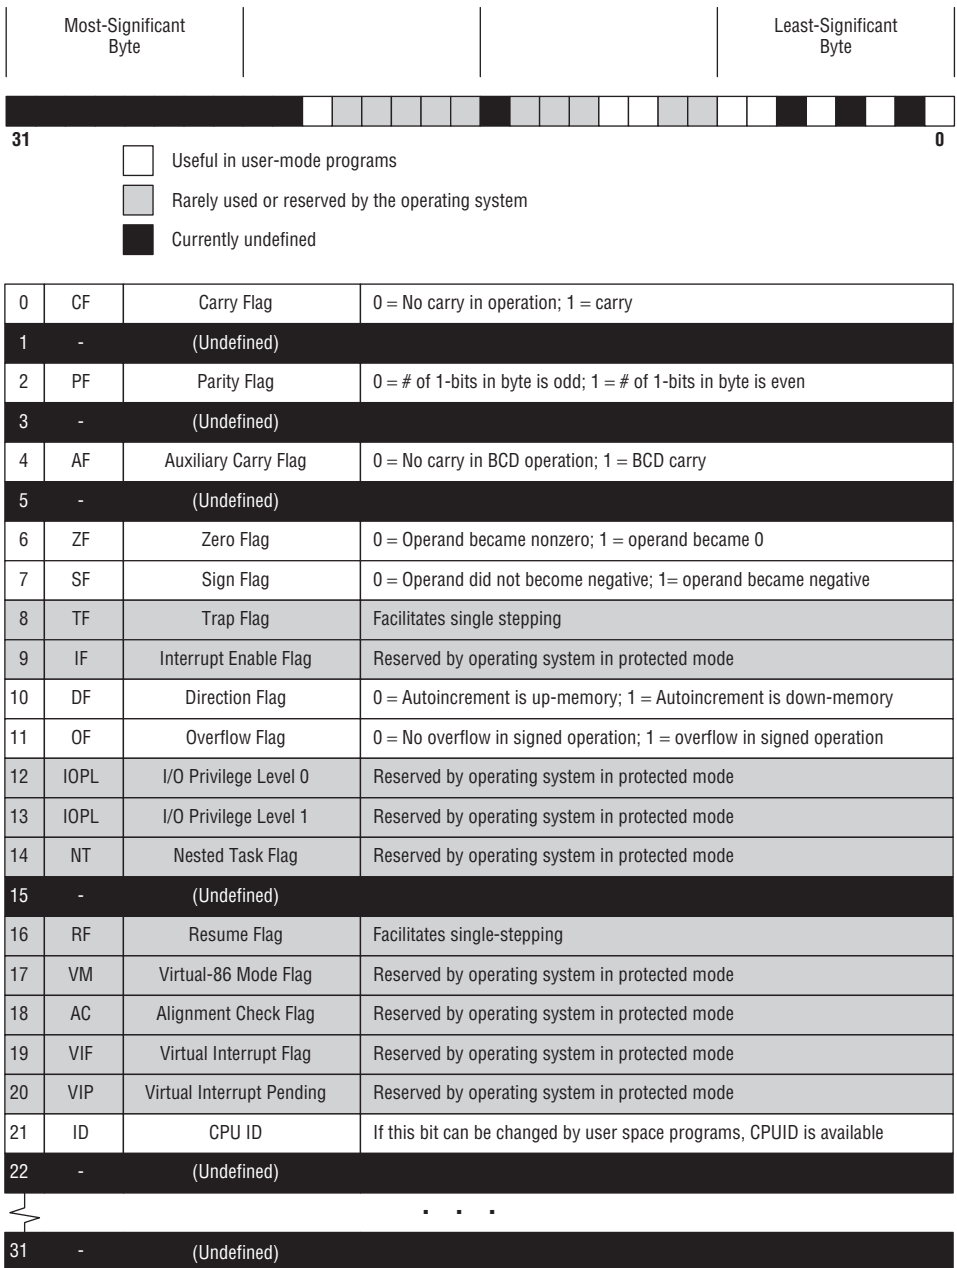 Most-Significant
Byte
Least-Significant
Byte
31 0
Useful in user-mode programs
Rarely used or reserved by the operating system
Currently undefined
0 CF Carry Flag 0 = No carry in operation; 1 = carry
1 - (Undefined)
2 PF Parity Flag 0 = # of 1-bits in byte is odd; 1 = # of 1-bits in byte is even
3 - (Undefined)
4 AF Auxiliary Carry Flag 0 = No carry in BCD operation; 1 = BCD carry
5 - (Undefined)
6 ZF Zero Flag 0 = Operand became nonzero; 1 = operand became 0
7 SF Sign Flag 0 = Operand did not become negative; 1= operand became negative
8 TF Trap Flag Facilitates single stepping
9 IF Interrupt Enable Flag Reserved by operating system in protected mode
10 DF Direction Flag 0 = Autoincrement is up-memory; 1 = Autoincrement is down-memory
11 OF Overflow Flag 0 = No overflow in signed operation; 1 = overflow in signed operation
12 IOPL I/O Privilege Level 0 Reserved by operating system in protected mode
13 IOPL I/O Privilege Level 1 Reserved by operating system in protected mode
14 NT Nested Task Flag Reserved by operating system in protected mode
15 - (Undefined)
16 RF Resume Flag Facilitates single-stepping
17 VM Virtual-86 Mode Flag Reserved by operating system in protected mode
18 AC Alignment Check Flag Reserved by operating system in protected mode
19 VIF Virtual Interrupt Flag Reserved by operating system in protected mode
20 VIP Virtual Interrupt Pending Reserved by operating system in protected mode
21 ID CPU ID If this bit can be changed by user space programs, CPUID is available
22 - (Undefined)
. . .
31 - (Undefined)